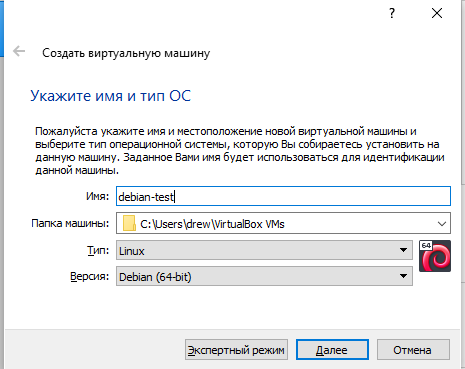 ?
Создать виртуальную машину
Укажите имя и тип ОС
Пожалуйста укажите имя и местоположение новой виртуальной машины и
выберите тип операционной системы, которую Вы собираетесь установить на
данную машину. Заданное Вами имя будет использоваться для идентификации
данной машины.
Имя: debian-test
Папка машины: C:\Users\drew\VirtualBox VMs
Тип: Linux
64
Версия: Debian (64-bit)
Экспертный режим Далее Отмена